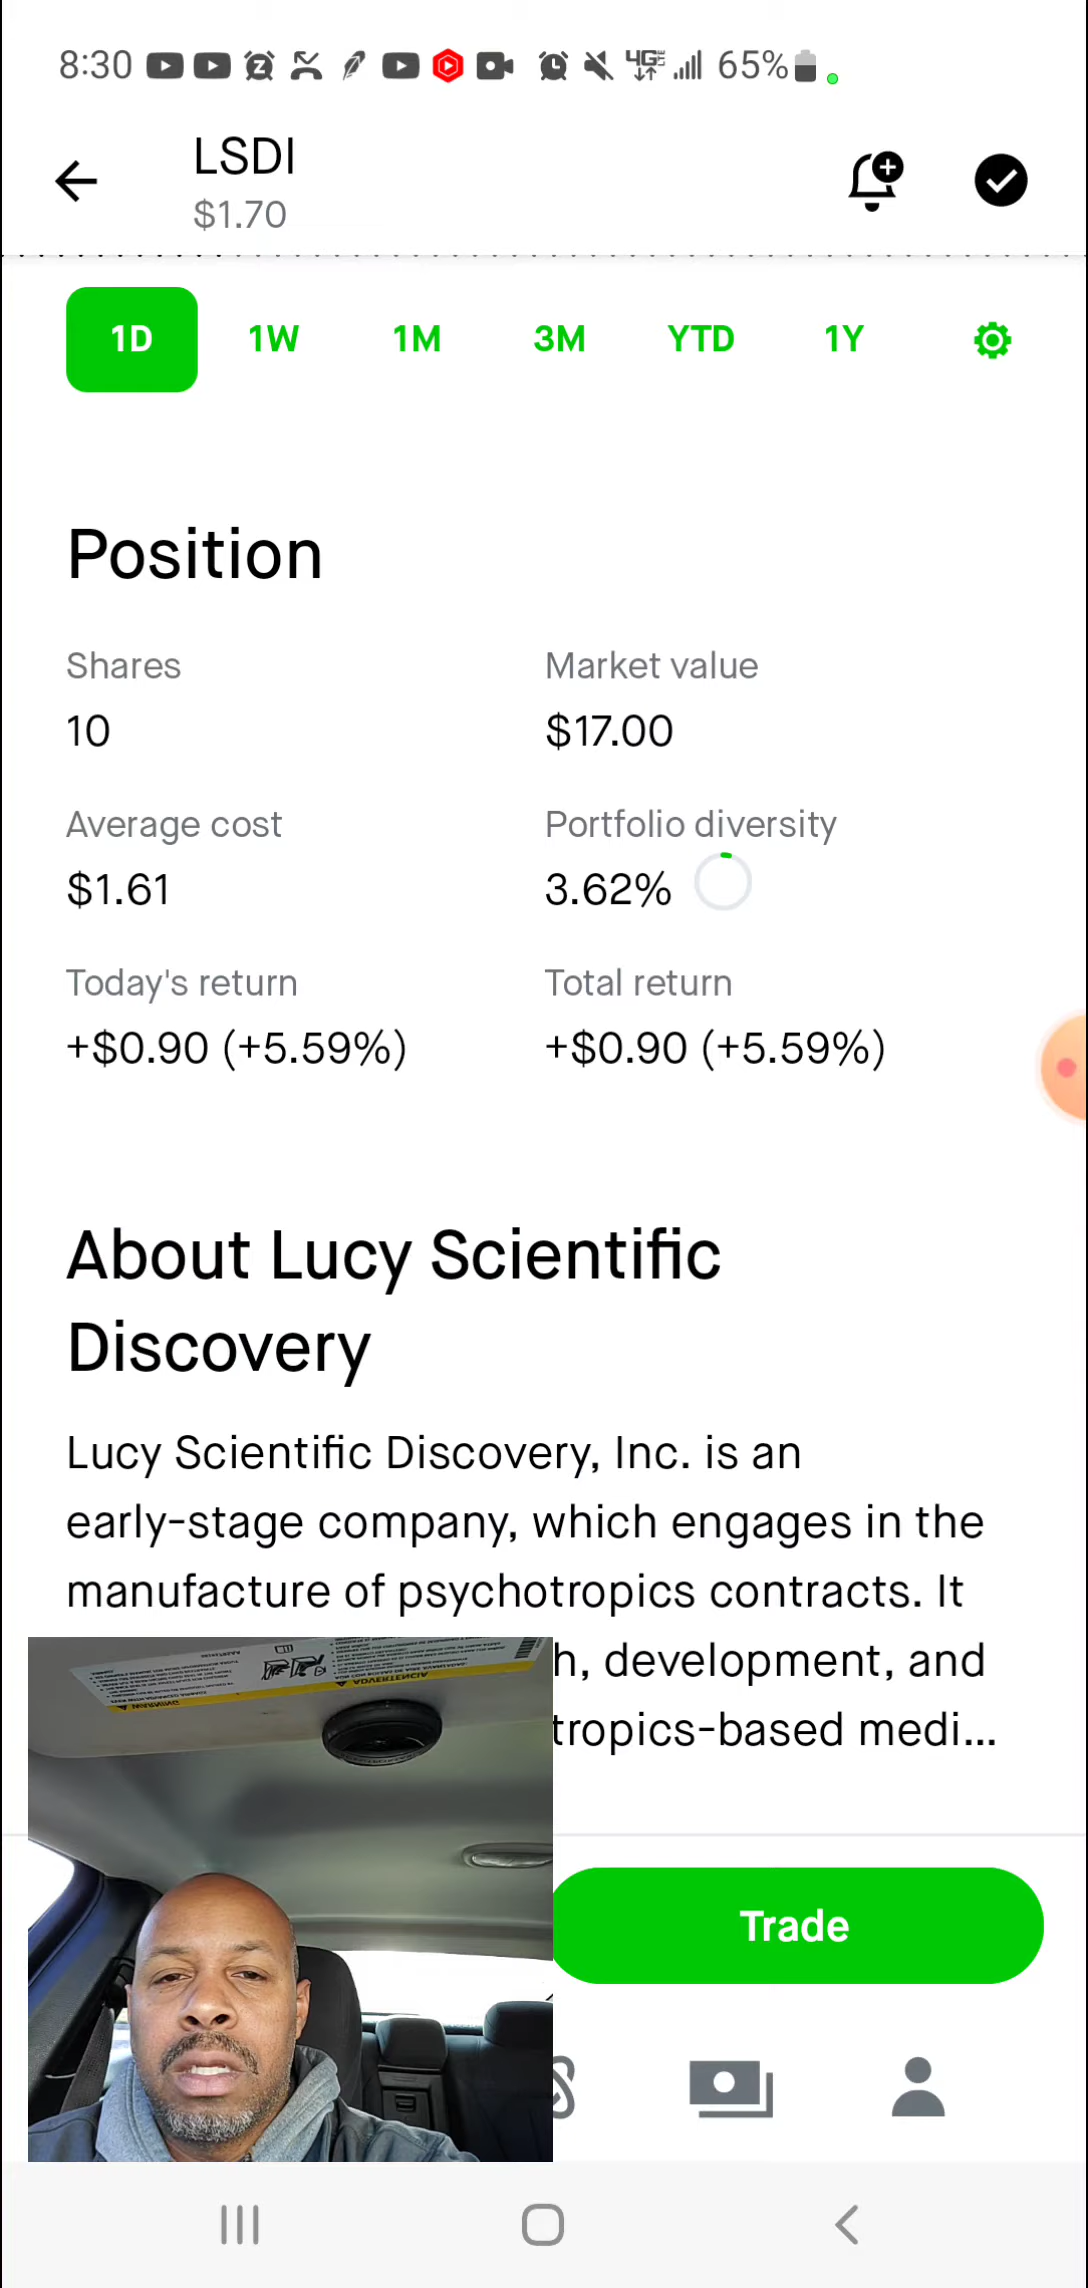 8:30 4GE 65%
LSDI
$1.70
1D 1W 1M 3M YTD 1Y
Position
Shares Market value
10 $17.00
Average cost Portfolio diversity
$1.61 3.62%
Today's return Total return
+$0.90 (+5.59%) +$0.90 (+5.59%)
About Lucy Scientific
Discovery
Lucy Scientific Discovery, Inc. is an
early-stage company, which engages in the
manufacture of psychotropics contracts. It
h, development, and
tropics-based medi...
WARNING
Trade